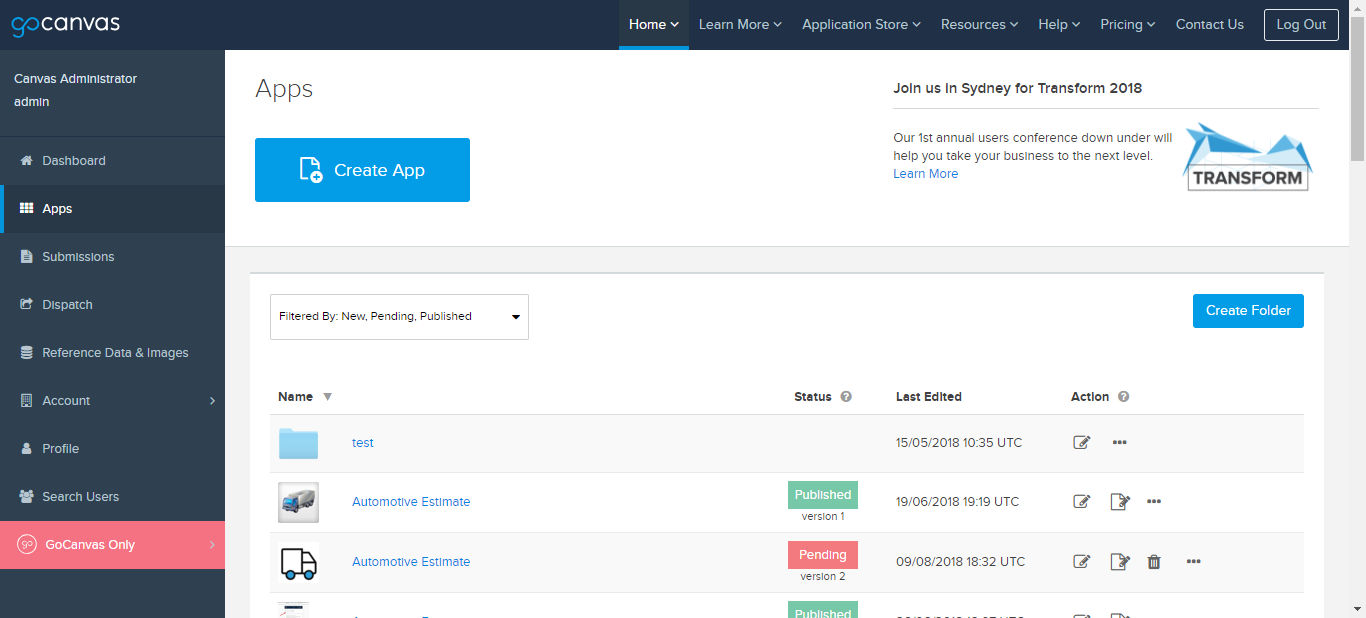 gocanvas
Home
Learn More
Application Store
Resources
Help
Pricing
Contact Us
Log Out
Canvas Administrator
admin
Dashboard
Apps
Submissions
Dispatch
Reference Data & Images
Account
Profile
Search Users
go GoCanvas Only
Apps
Create App
Join us in Sydney for Transform 2018
Our 1st annual users conference down under will
help you take your business to the next level.
Learn More
TRANSFORM
Filtered By: New, Pending, Published
Create Folder
Name Status ? Last Edited Action ?
test 15/05/2018 10:35 UTC
Automotive Estimate Published 19/06/2018 19:19 UTC
version 1
Automotive Estimate Pending 09/08/2018 18:32 UTC
version 2
Published